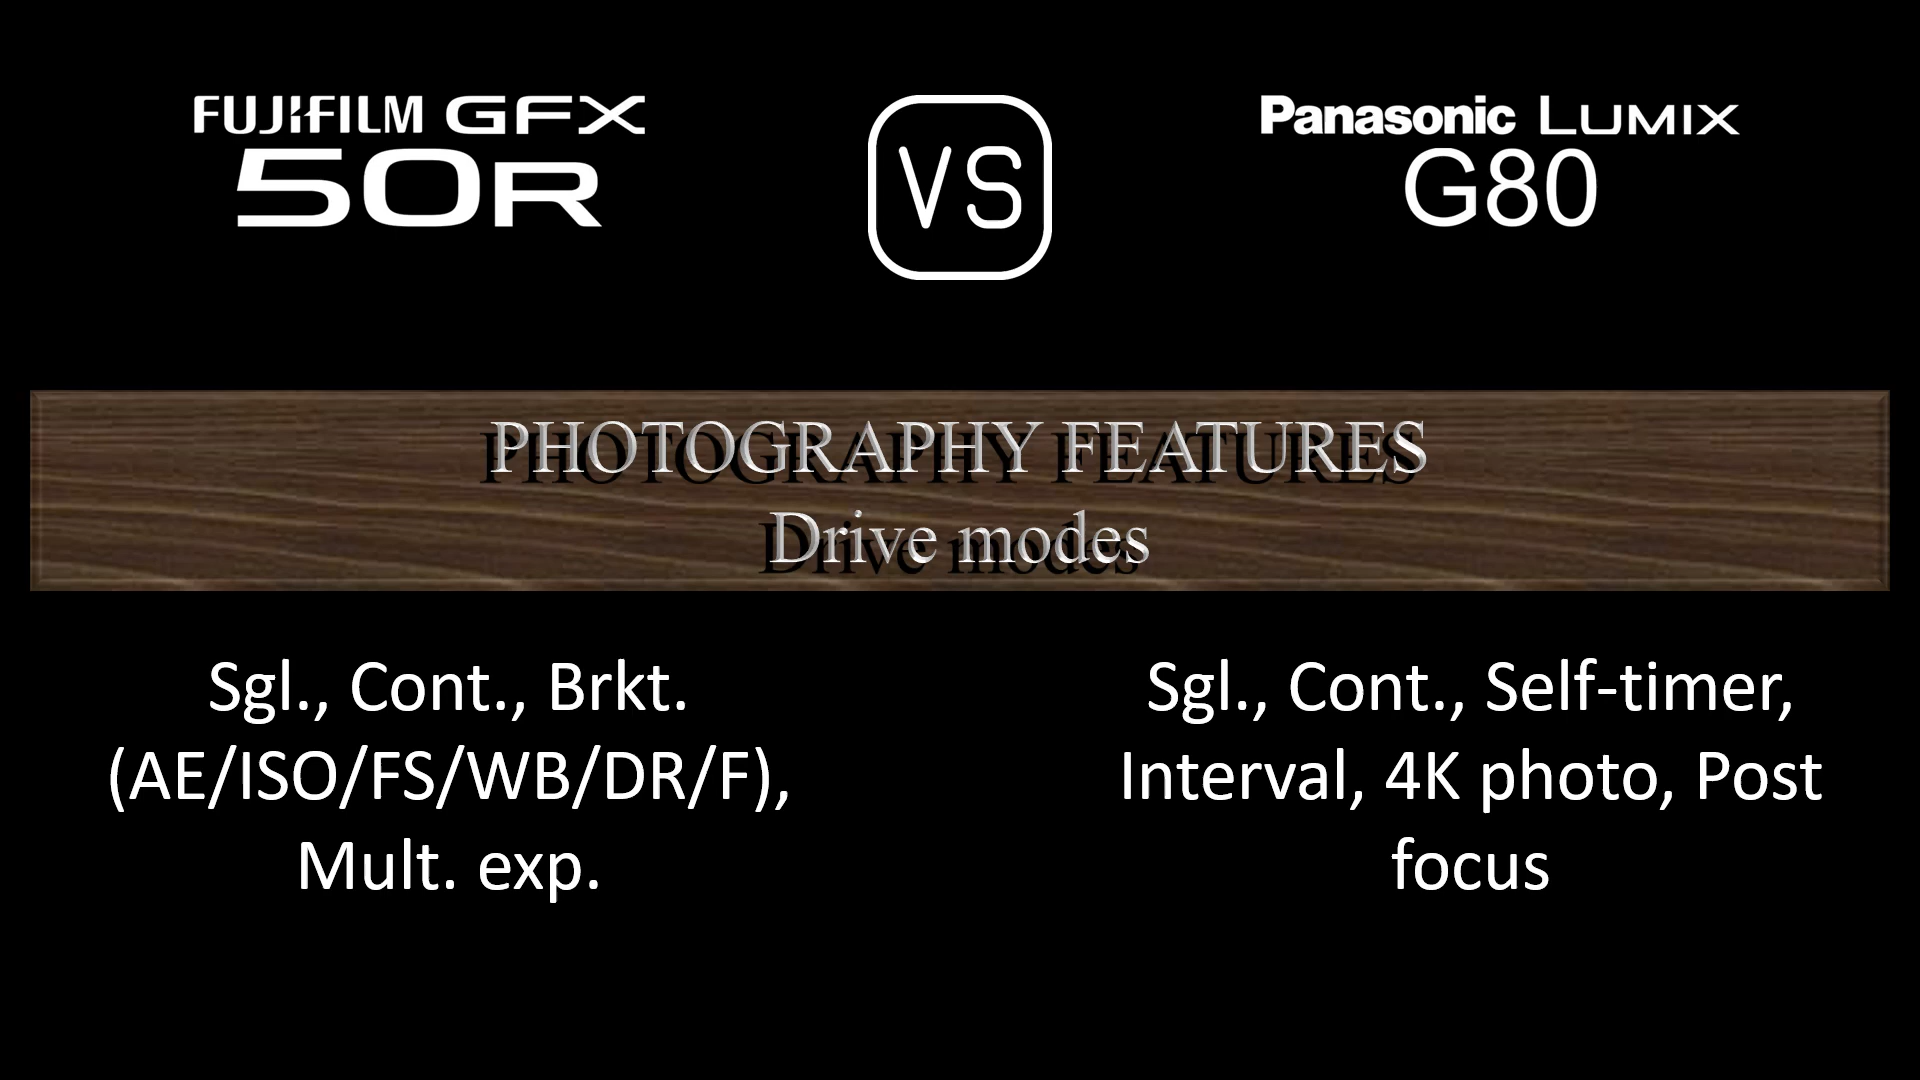 FUJIFILM GFX
50R
VS
Panasonic LUMIX
G80
PHOTOGRAPHY FEATURES
Drive modes
Sgl., Cont., Brkt.
(AE/ISO/FS/WB/DR/F),
Mult. exp.
Sgl., Cont., Self-timer,
Interval, 4K photo, Post
focus